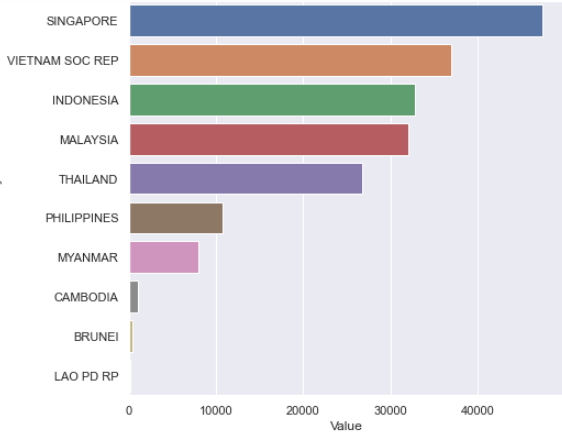 SINGAPORE
VIETNAM SOC REP
INDONESIA
MALAYSIA
THAILAND
PHILIPPINES
MYANMAR
CAMBODIA
BRUNEI
LAO PD RP
0 10000 20000 30000 40000
Value